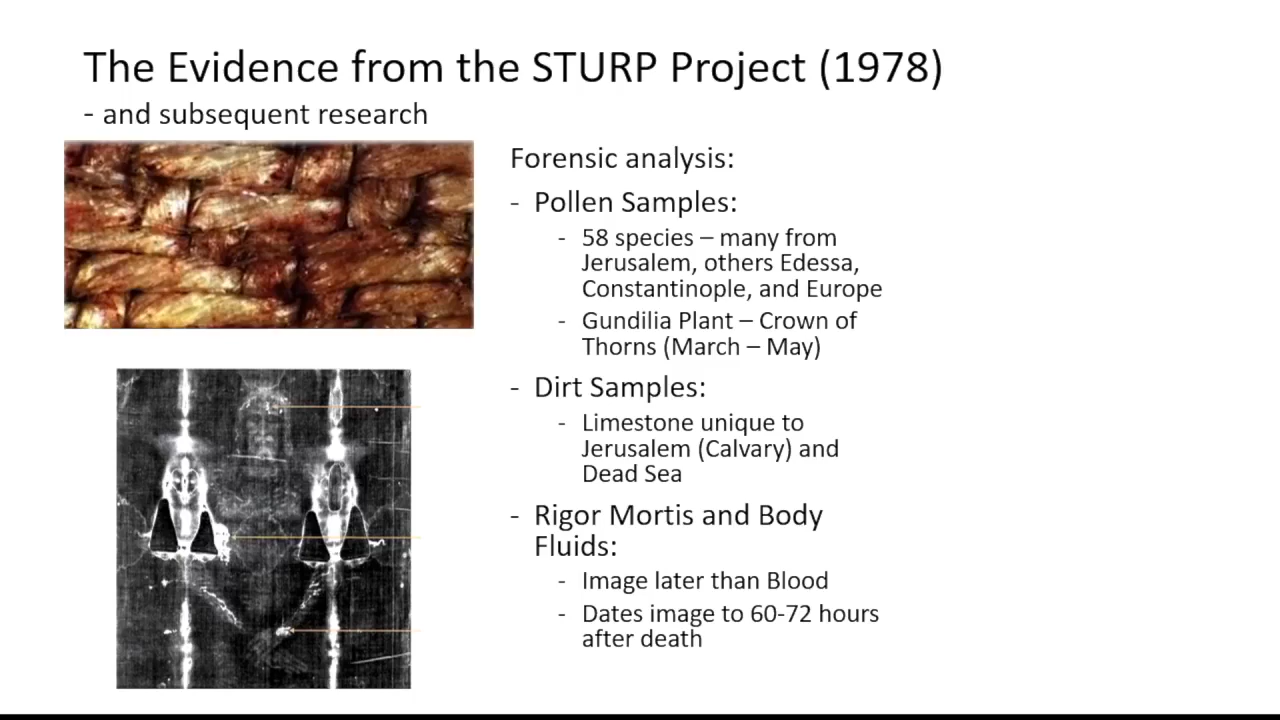 The Evidence from the STURP Project (1978)
- and subsequent research
Forensic analysis:
- Pollen Samples:
- 58 species – many from
Jerusalem, others Edessa,
Constantinople, and Europe
- Gundilia Plant – Crown of
Thorns (March – May)
- Dirt Samples:
- Limestone unique to
Jerusalem (Calvary) and
Dead Sea
- Rigor Mortis and Body
Fluids:
- Image later than Blood
- Dates image to 60-72 hours
after death